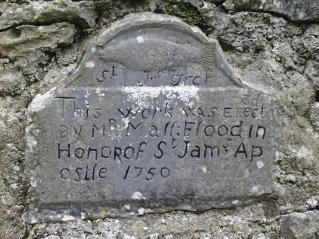 This work was Erect
By Mr Matt: Flood in
Honor of St Jams Ap
ostle 1750